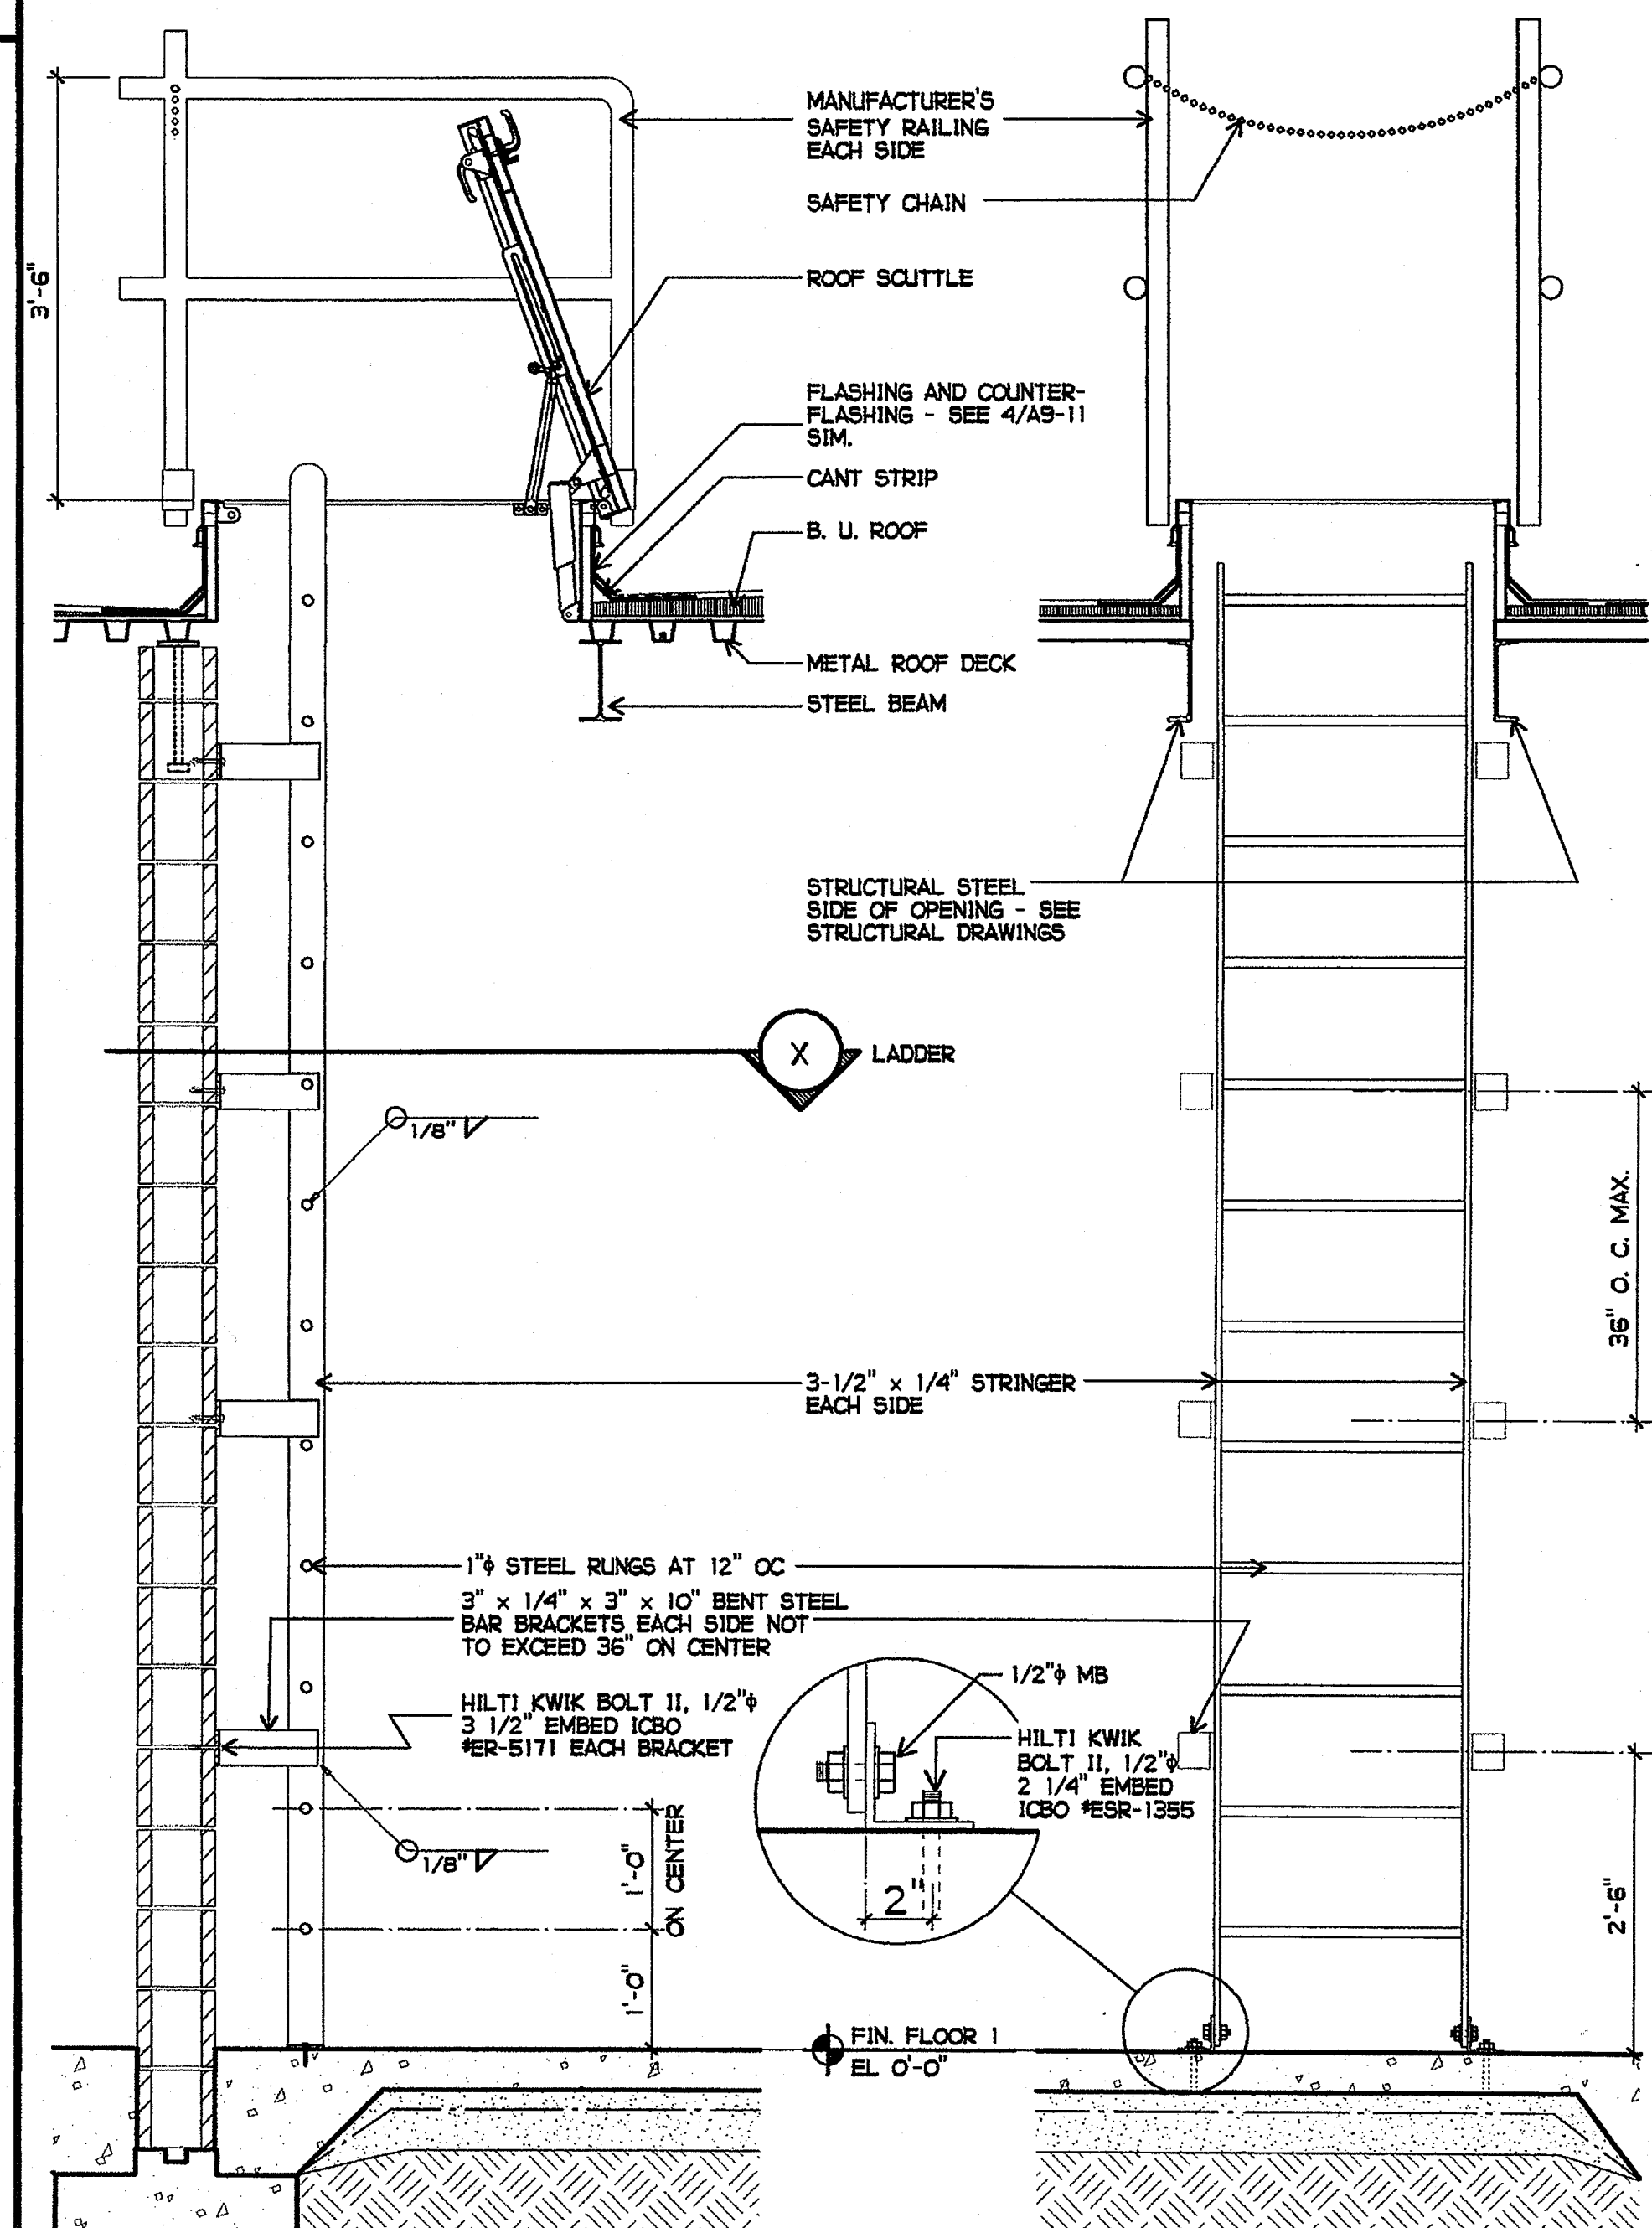 MANUFACTURER'S
SAFETY RAILING
EACH SIDE
SAFETY CHAIN
3'-6"
ROOF SCUTTLE
FLASHING AND COUNTER-
FLASHING - SEE 4/A9-11
SIM.
CANT STRIP
B. U. ROOF
METAL ROOF DECK
STEEL BEAM
STRUCTURAL STEEL
SIDE OF OPENING - SEE
STRUCTURAL DRAWINGS
X
LADDER
1/8"
36" O. C. MAX.
3-1/2" x 1/4" STRINGER
EACH SIDE
1"ϕ STEEL RUNGS AT 12" OC
3" x 1/4" x 3" x 10" BENT STEEL
BAR BRACKETS EACH SIDE NOT
TO EXCEED 36" ON CENTER
HILTI KWIK BOLT II, 1/2"ϕ
3 1/2" EMBED ICBO
#ER-5171 EACH BRACKET
1/2"ϕ MB
HILTI KWIK
BOLT II, 1/2"ϕ
2 1/4" EMBED
ICBO #ESR-1355
1/8"
1'-0"
ON CENTER
1'-0"
2"
2'-6"
FIN. FLOOR 1
EL 0'-0"